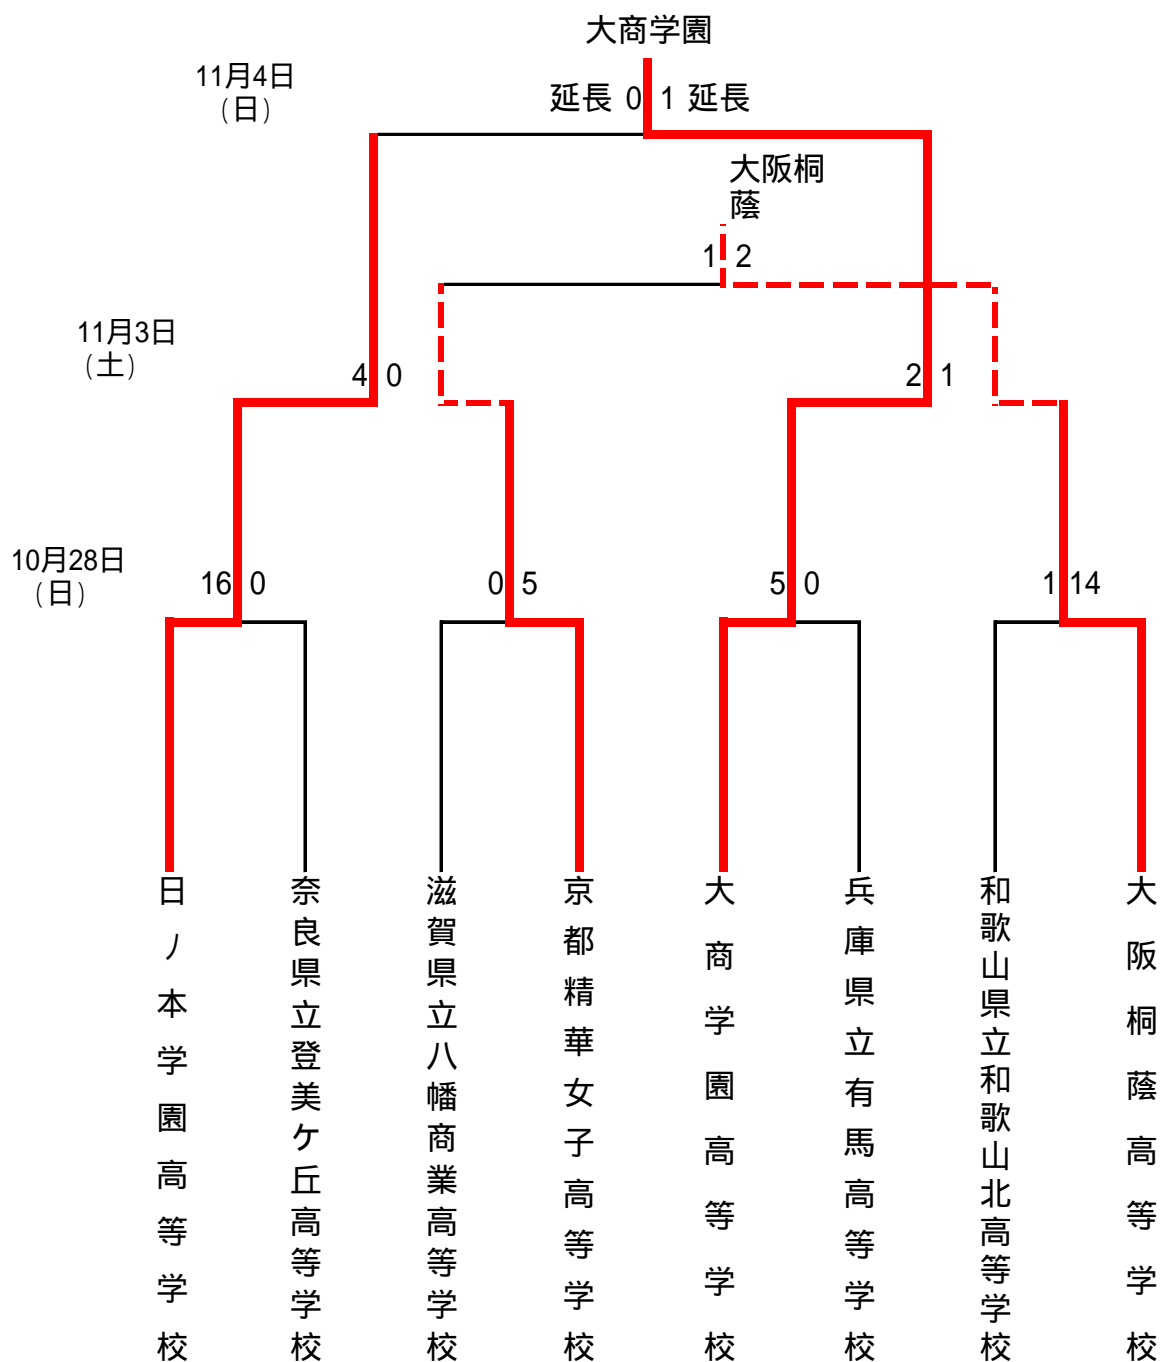 大商学園
11月4日
（日）
延長 0 1 延長
大阪桐
蔭
1 2
11月3日
（土）
4 0
2 1
10月28日
（日）
16 0
0 5
5 0
1 14
日ノ本学園高等学校
奈良県立登美ケ丘高等学校
滋賀県立八幡商業高等学校
京都精華女子高等学校
大商学園高等学校
兵庫県立有馬高等学校
和歌山県立和歌山北高等学校
大阪桐蔭高等学校